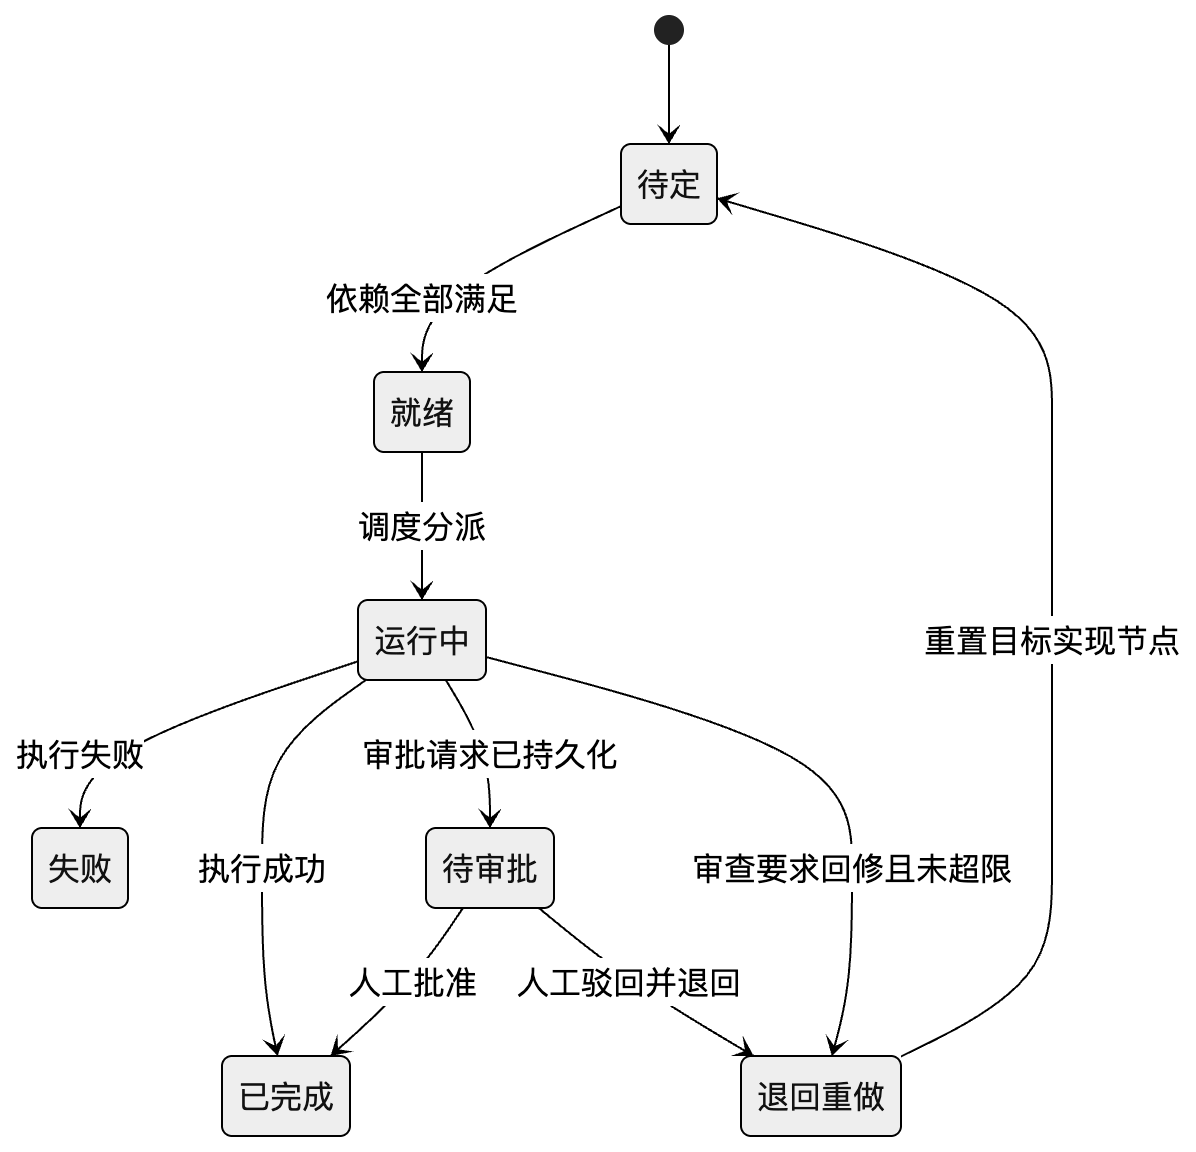 待定
依赖全部满足
就绪
调度分派
运行中
重置目标实现节点
执行失败
审批请求已持久化
失败
执行成功
待审批
审查要求回修且未超限
人工批准
人工驳回并退回
已完成
退回重做